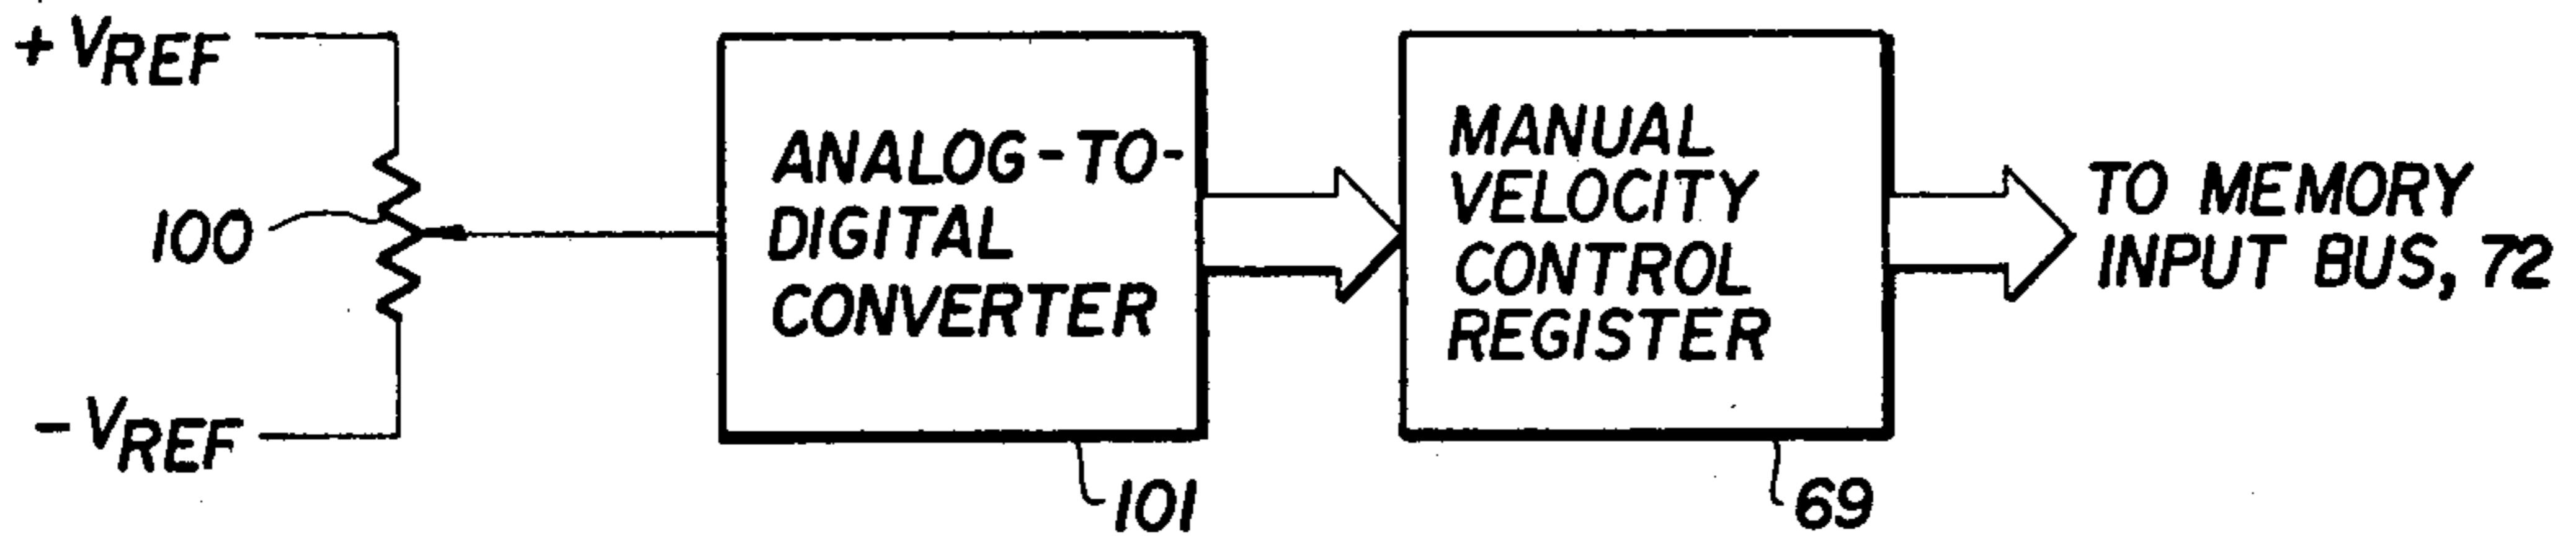 + VREF
100
- VREF
ANALOG-TO-
DIGITAL
CONVERTER
101
MANUAL
VELOCITY
CONTROL
REGISTER
69
TO MEMORY
INPUT BUS, 72